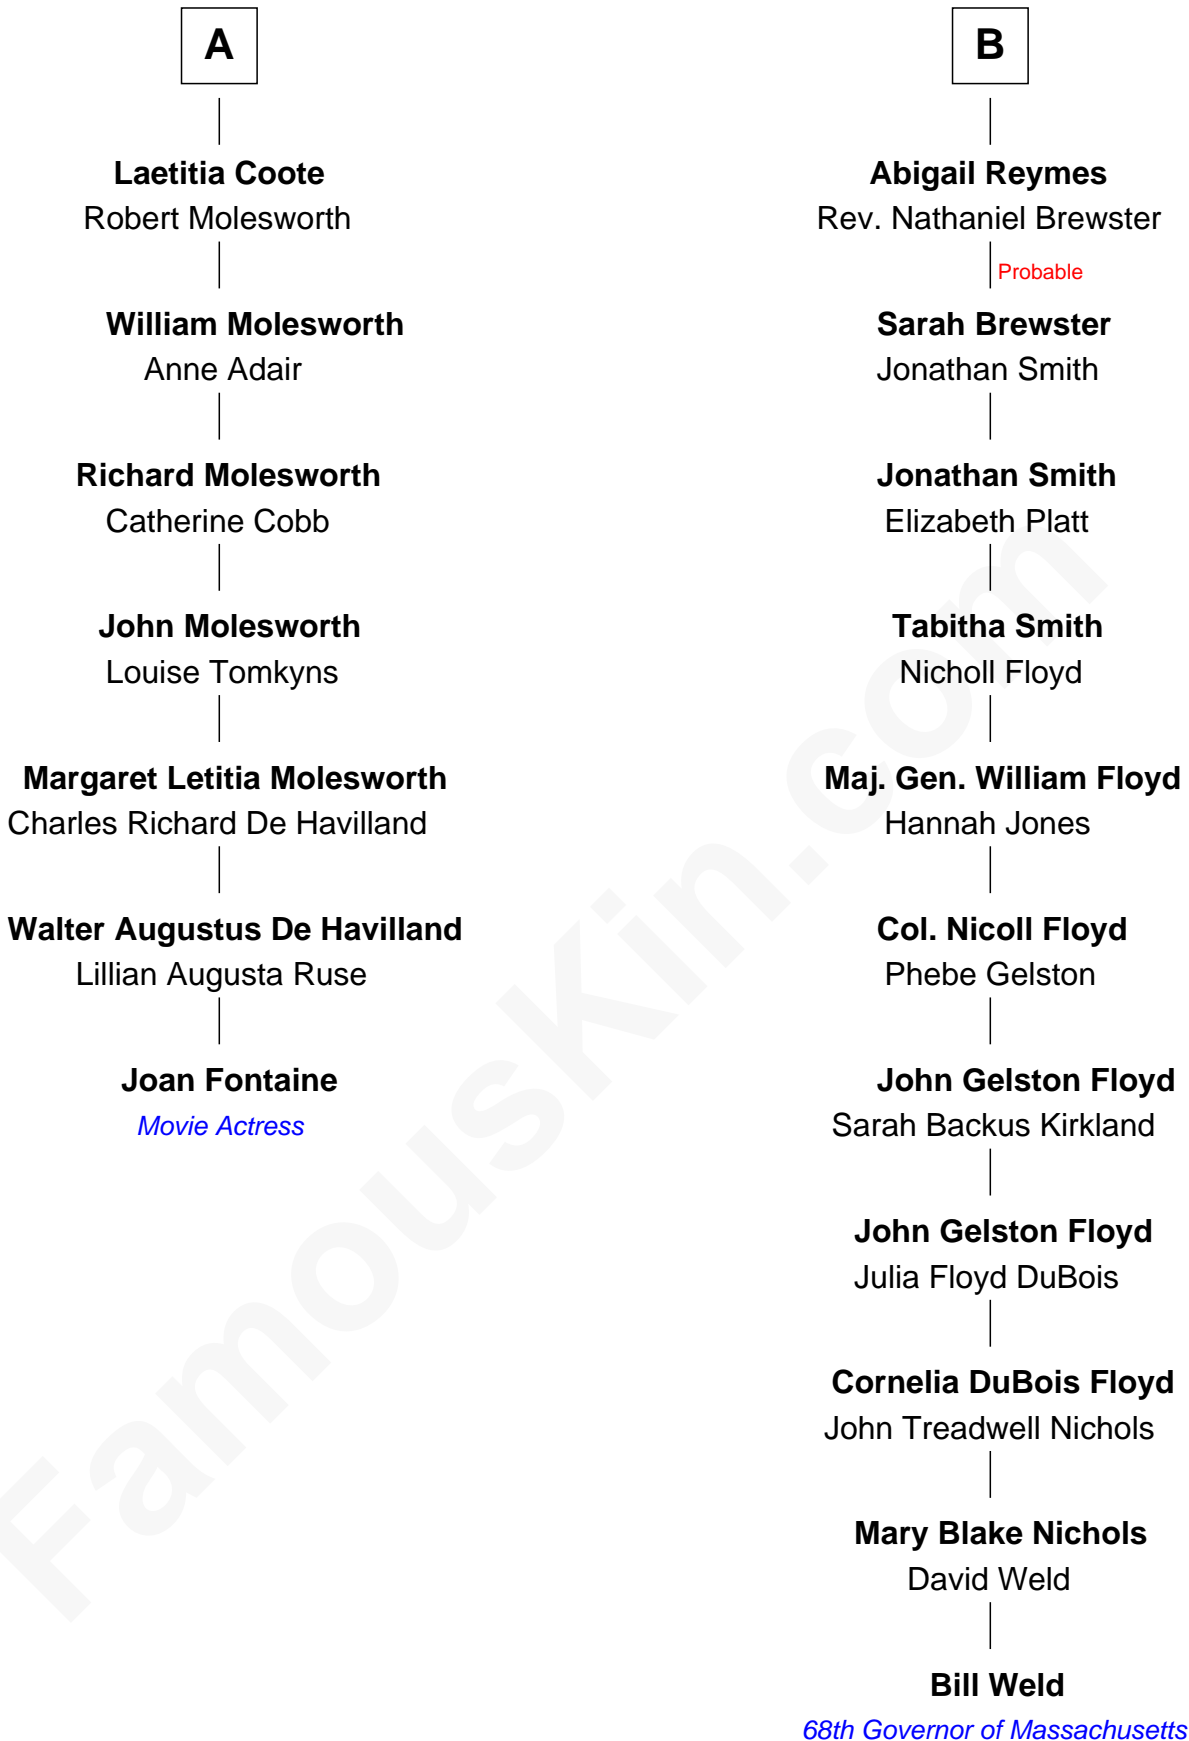 A
Laetitia Coote
Robert Molesworth
William Molesworth
Anne Adair
Richard Molesworth
Catherine Cobb
John Molesworth
Louise Tomkyns
Margaret Letitia Molesworth
Charles Richard De Havilland
Walter Augustus De Havilland
Lillian Augusta Ruse
Joan Fontaine
Movie Actress
B
Abigail Reymes
Rev. Nathaniel Brewster
Probable
Sarah Brewster
Jonathan Smith
Jonathan Smith
Elizabeth Platt
Tabitha Smith
Nicholl Floyd
Maj. Gen. William Floyd
Hannah Jones
Col. Nicoll Floyd
Phebe Gelston
John Gelston Floyd
Sarah Backus Kirkland
John Gelston Floyd
Julia Floyd DuBois
Cornelia DuBois Floyd
John Treadwell Nichols
Mary Blake Nichols
David Weld
Bill Weld
68th Governor of Massachusetts
FamousKin.com